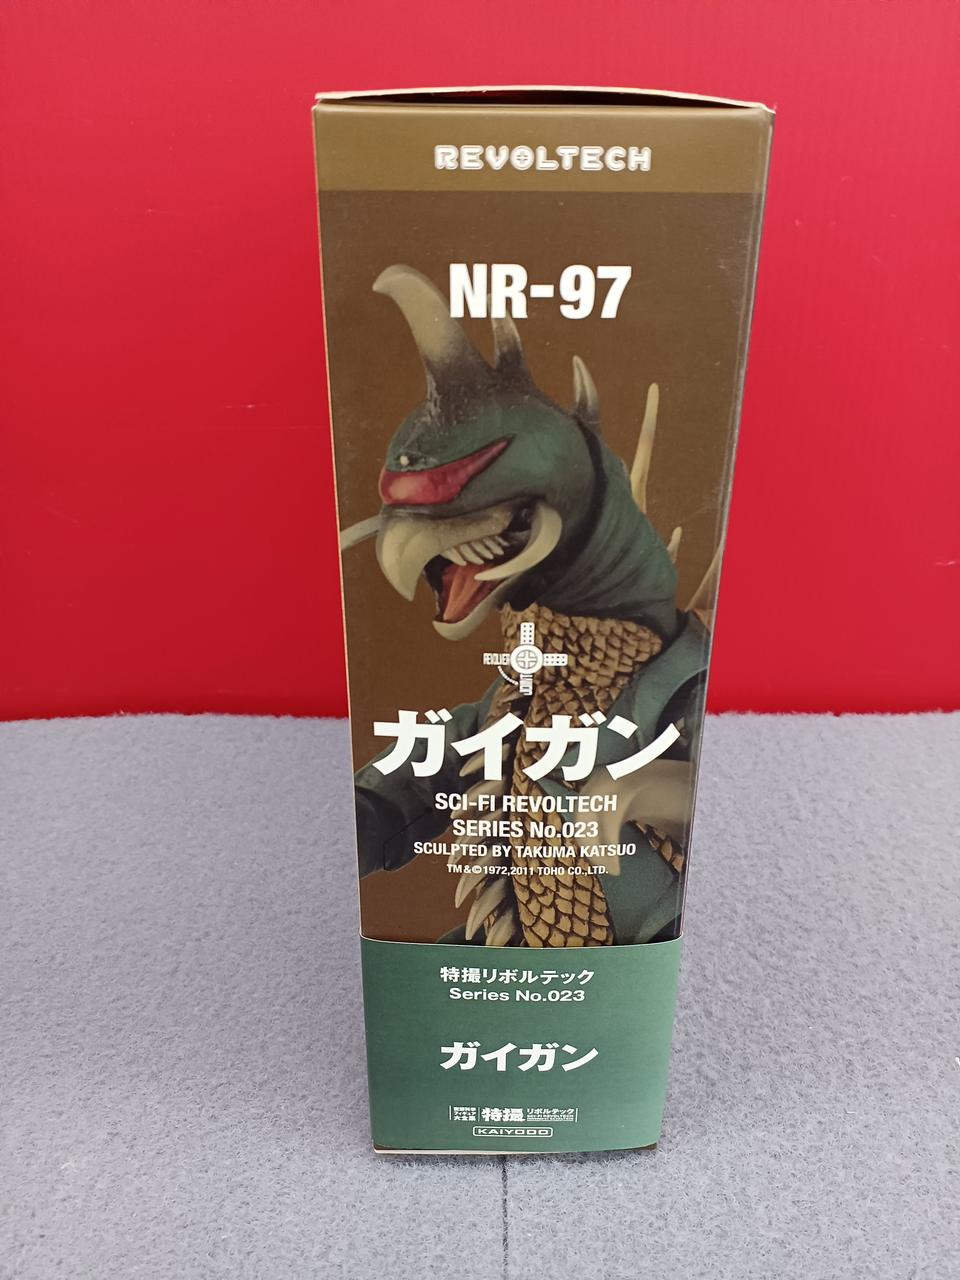 REVOLTECH
NR-97
REVOLVER
ガイガン
SCI-FI REVOLTECH
SERIES No.023
SCULPTED BY TAKUMA KATSUO
TM&©1972,2011 TOHO CO.,LTD.
特撮リボルテック
Series No.023
ガイガン
特撮
リボルテック
KAIYODO